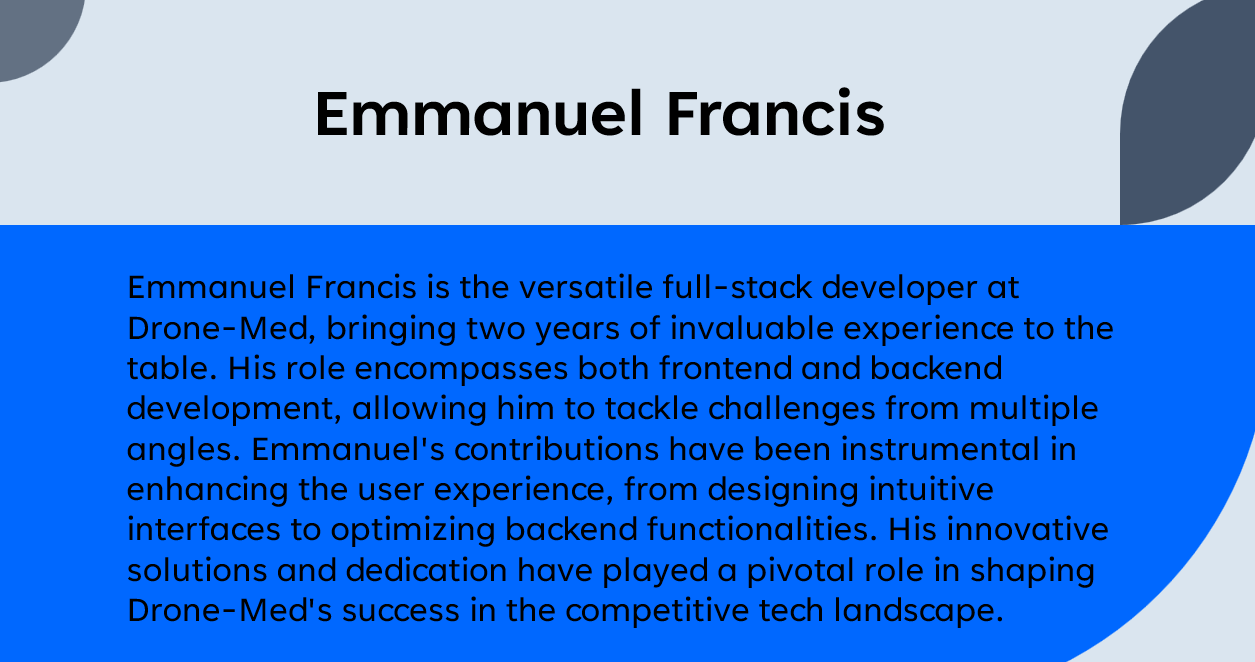 Emmanuel Francis
Emmanuel Francis is the versatile full-stack developer at
Drone-Med, bringing two years of invaluable experience to the
table. His role encompasses both frontend and backend
development, allowing him to tackle challenges from multiple
angles. Emmanuel's contributions have been instrumental in
enhancing the user experience, from designing intuitive
interfaces to optimizing backend functionalities. His innovative
solutions and dedication have played a pivotal role in shaping
Drone-Med's success in the competitive tech landscape.